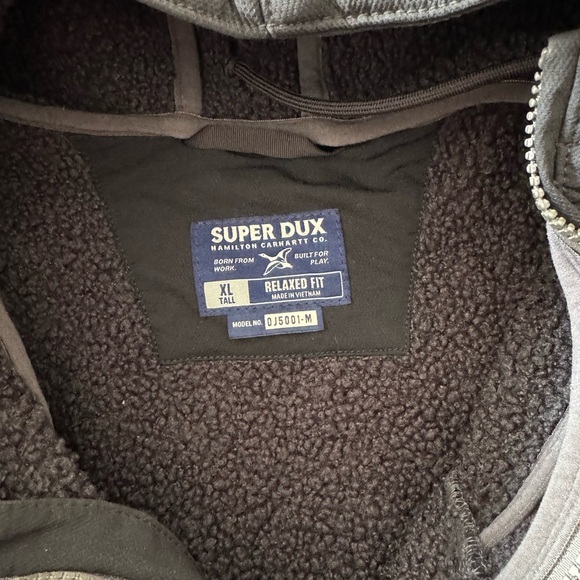 SUPER DUX
HAMILTON CARHARTT CO.
BORN FROM WORK.
BUILT FOR PLAY.
XL TALL
RELAXED FIT
MADE IN VIETNAM
MODEL NO. OJ5001-M